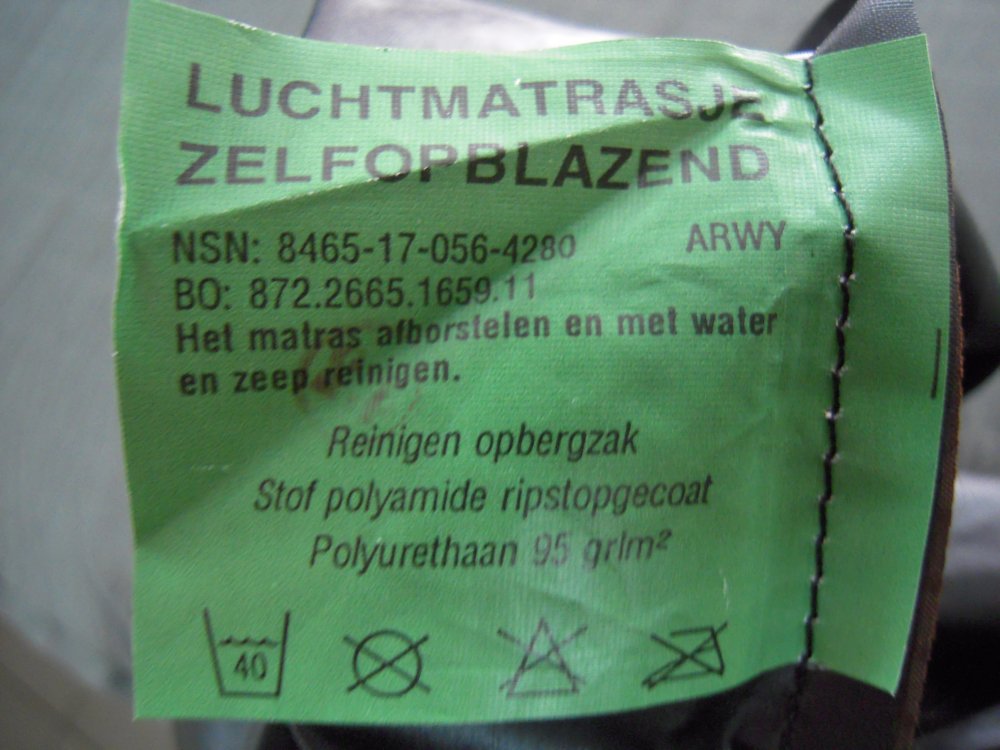 LUCHTMATRASJE
ZELFOPBLAZEND
NSN: 8465-17-056-4280 ARWY
BO: 872.2665.1659.11
Het matras afborstelen en met water
en zeep reinigen.
Reinigen opbergzak
Stof polyamide ripstopgecoat
Polyurethaan 95 gr/m²
40